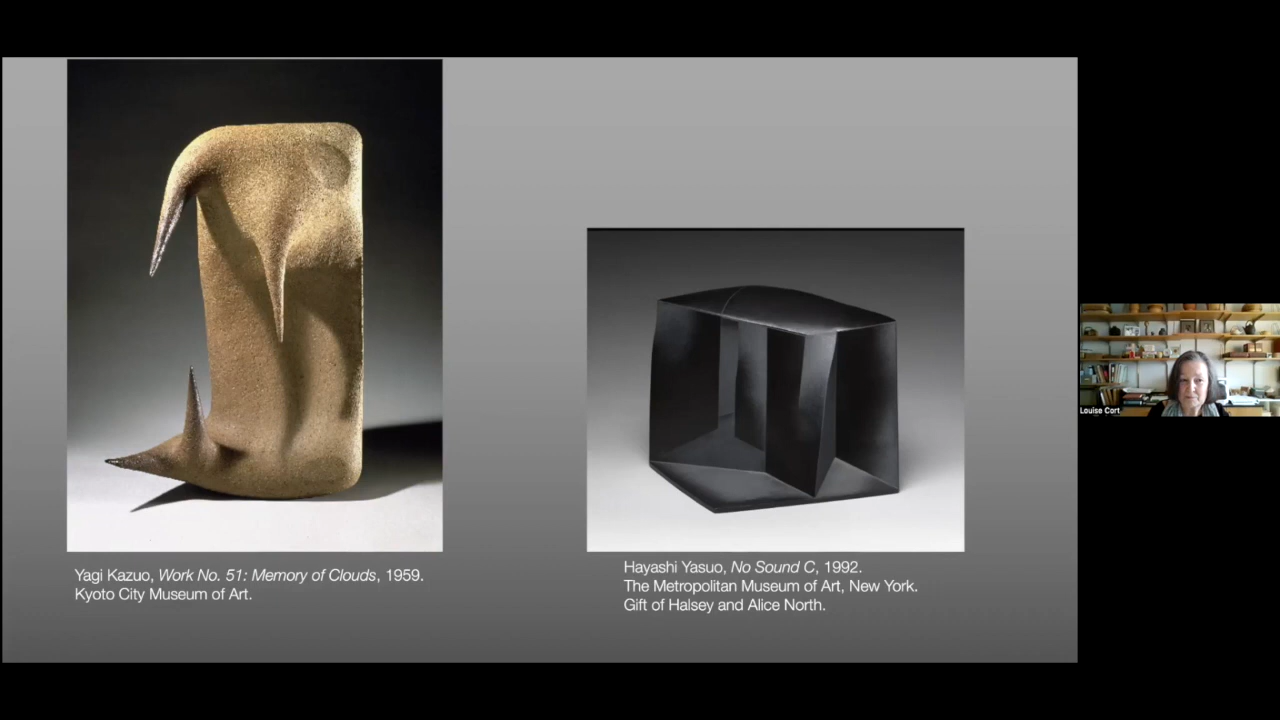 Yagi Kazuo, Work No. 51: Memory of Clouds, 1959.
Kyoto City Museum of Art.
Hayashi Yasuo, No Sound C, 1992.
The Metropolitan Museum of Art, New York.
Gift of Halsey and Alice North.
Louise Cort